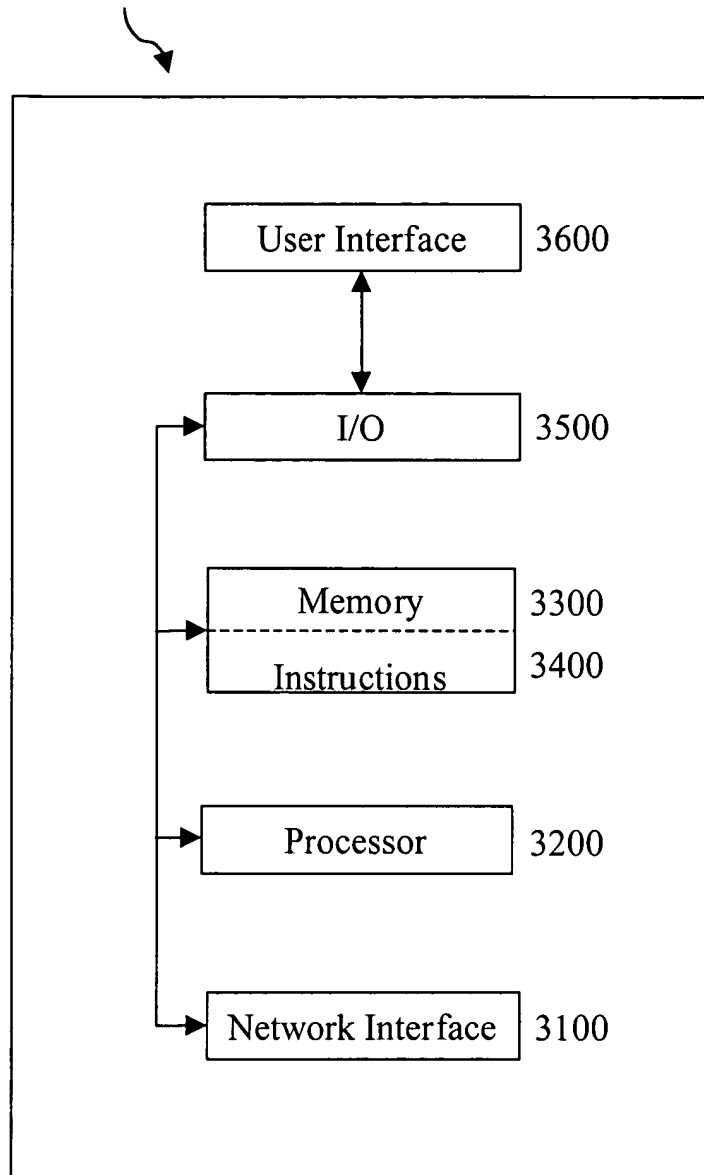 User Interface 3600
I/O 3500
Memory 3300
Instructions 3400
Processor 3200
Network Interface 3100